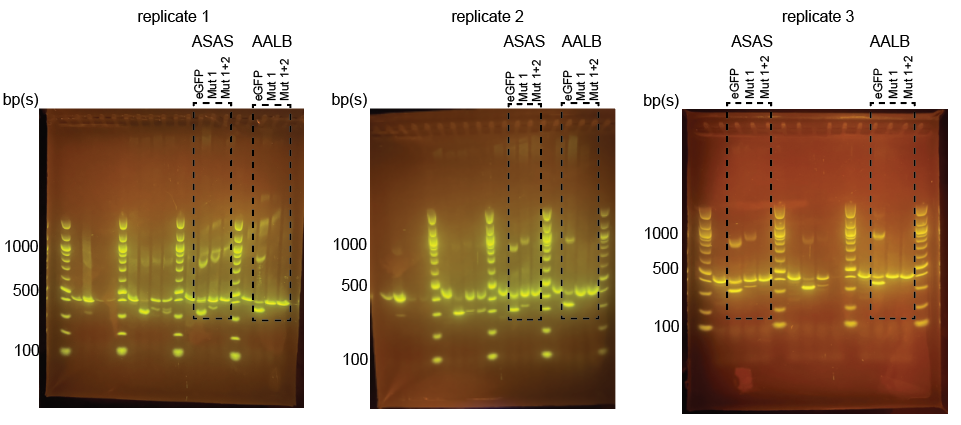 replicate 1
ASAS AALB
eGFP Mut 1 Mut 1+2 eGFP Mut 1 Mut 1+2
bp(s)
1000
500
100
replicate 2
ASAS AALB
eGFP Mut 1 Mut 1+2 eGFP Mut 1 Mut 1+2
bp(s)
1000
500
100
replicate 3
ASAS AALB
eGFP Mut 1 Mut 1+2 eGFP Mut 1 Mut 1+2
bp(s)
1000
500
100